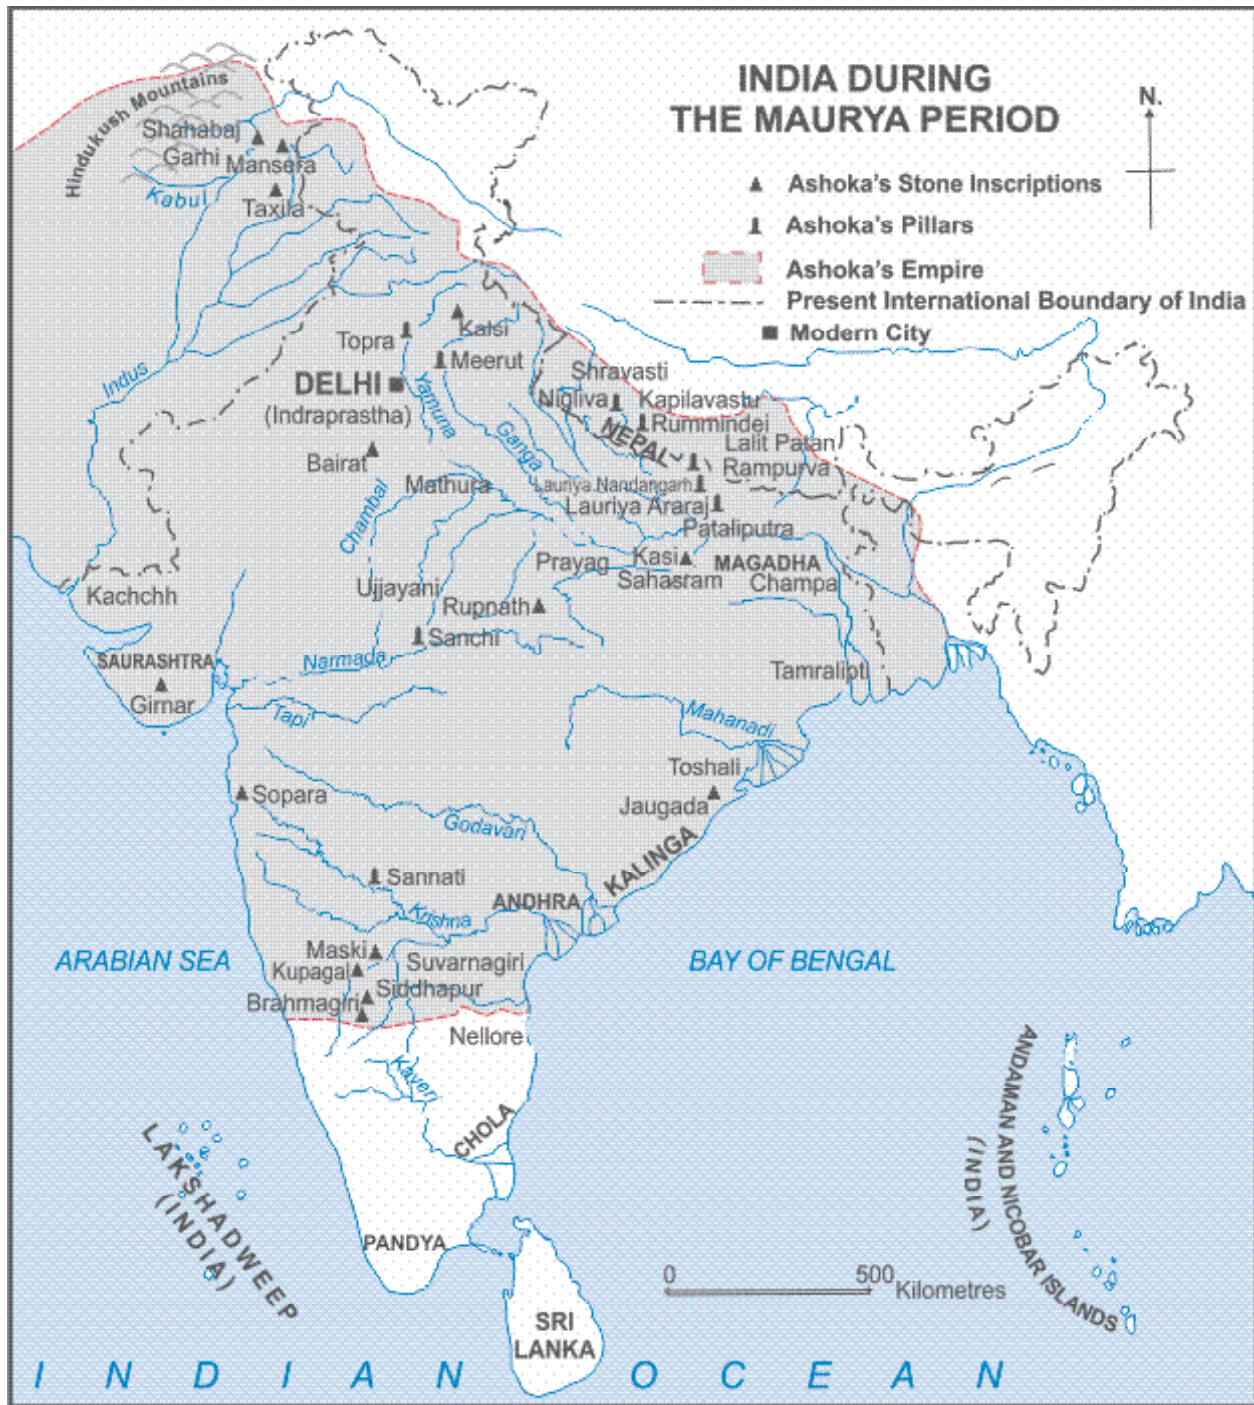 INDIA DURING
THE MAURYA PERIOD
N.
Ashoka's Stone Inscriptions
Ashoka's Pillars
Ashoka's Empire
Present International Boundary of India
Modern City
Hindukush Mountains
Shahabaj
Garhi
Mansera
Kabul
Taxila
Kalsi
Topra
Meerut
Indus
DELHI
(Indraprastha)
Yamuna
Shravasti
Nigliva
Kapilavastu
Rummindei
NEPAL
Lalit Patan
Ganga
Bairat
Rampurva
Mathura
Lauriya Nandangarh
Lauriya Araraj
Chambal
Pataliputra
Prayag
Kasi
MAGADHA
Sahasram
Champa
Kachchh
Ujjayani
Rupnath
Sanchi
SAURASHTRA
Narmada
Tamralipti
Girnar
Tapi
Mahanadi
Toshali
Sopara
Jaugada
Godavari
KALINGA
Sannati
ANDHRA
Krishna
ARABIAN SEA
Maski
Suvarnagiri
BAY OF BENGAL
Kupagal
Siddhapur
Brahmagiri
Nellore
Kaveri
CHOLA
ANDAMAN AND NICOBAR ISLANDS
(INDIA)
LAKSHADWEEP
(INDIA)
PANDYA
0 500 Kilometres
SRI
LANKA
INDIAN OCEAN